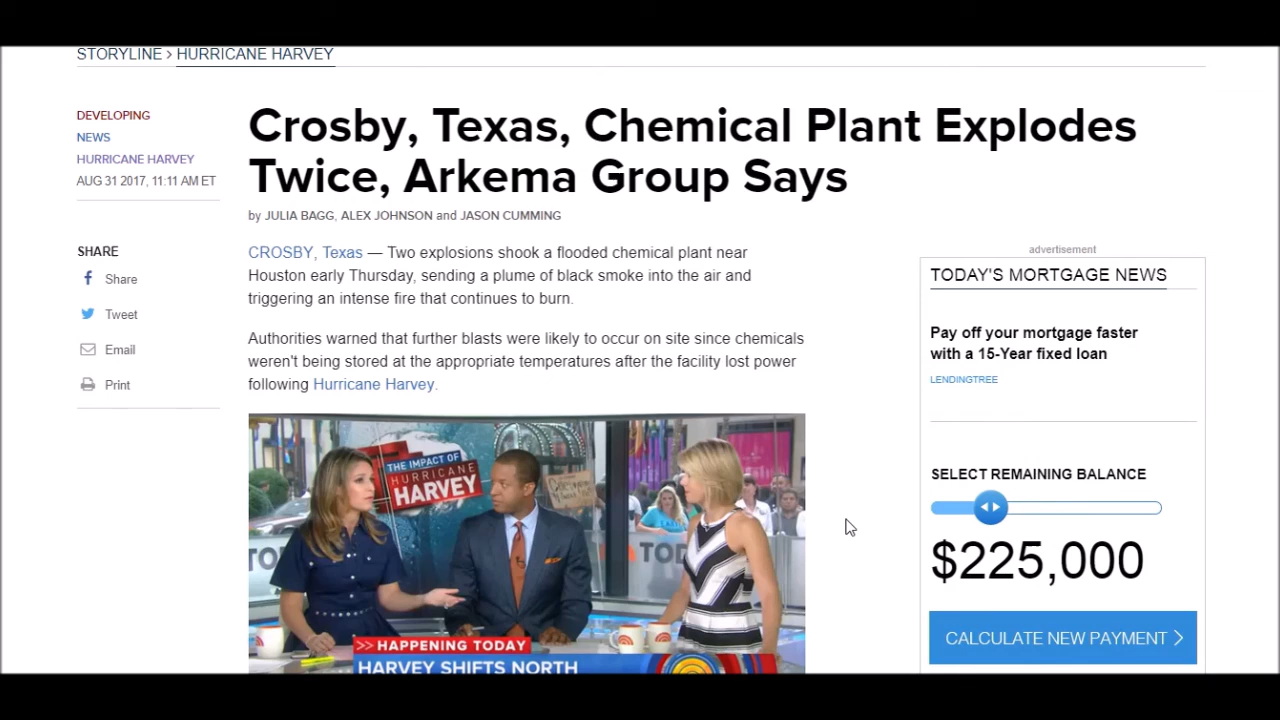 STORYLINE > HURRICANE HARVEY
DEVELOPING
NEWS
HURRICANE HARVEY
AUG 31 2017, 11:11 AM ET
SHARE
Share
Tweet
Email
Print
Crosby, Texas, Chemical Plant Explodes
Twice, Arkema Group Says
by JULIA BAGG, ALEX JOHNSON and JASON CUMMING
CROSBY, Texas — Two explosions shook a flooded chemical plant near
Houston early Thursday, sending a plume of black smoke into the air and
triggering an intense fire that continues to burn.
Authorities warned that further blasts were likely to occur on site since chemicals
weren't being stored at the appropriate temperatures after the facility lost power
following Hurricane Harvey.
THE IMPACT OF
HURRICANE
HARVEY
>> HAPPENING TODAY
HARVEY SHIFTS NORTH
advertisement
TODAY'S MORTGAGE NEWS
Pay off your mortgage faster
with a 15-Year fixed loan
LENDINGTREE
SELECT REMAINING BALANCE
$225,000
CALCULATE NEW PAYMENT >